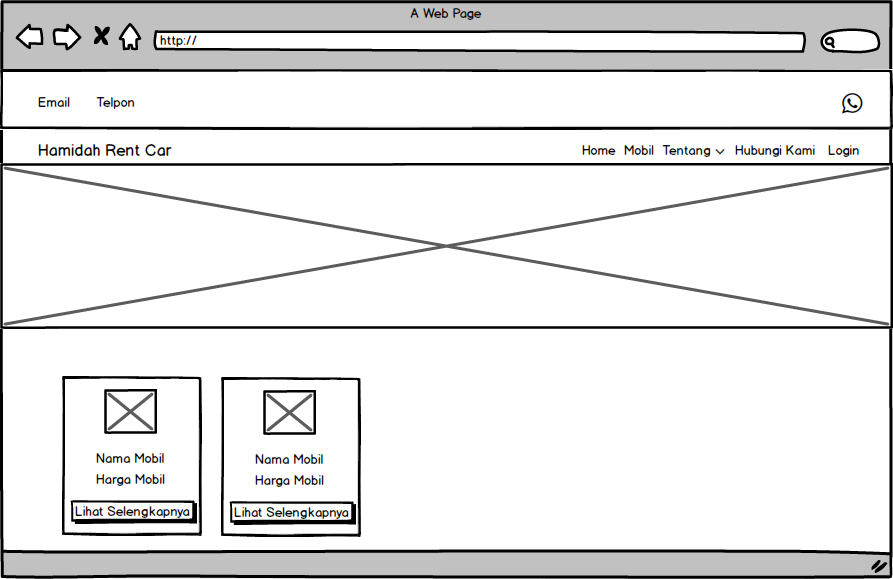 A Web Page
http://
Email Telpon
Hamidah Rent Car Home Mobil Tentang Hubungi Kami Login
Nama Mobil Nama Mobil
Harga Mobil Harga Mobil
Lihat Selengkapnya Lihat Selengkapnya